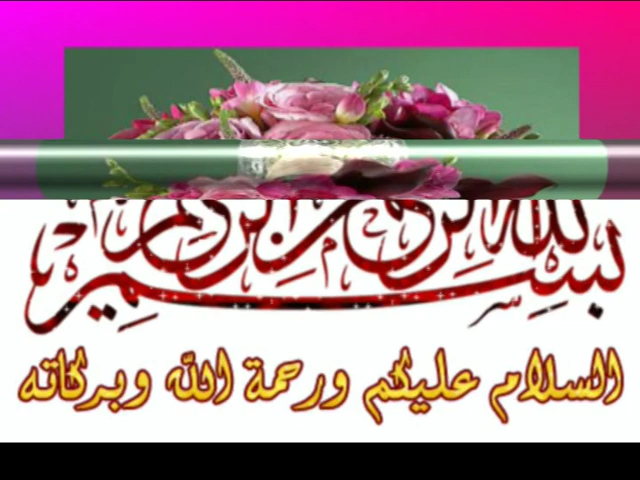 بسم الله الرحمن الرحيم
السلام عليكم ورحمة الله وبركاته